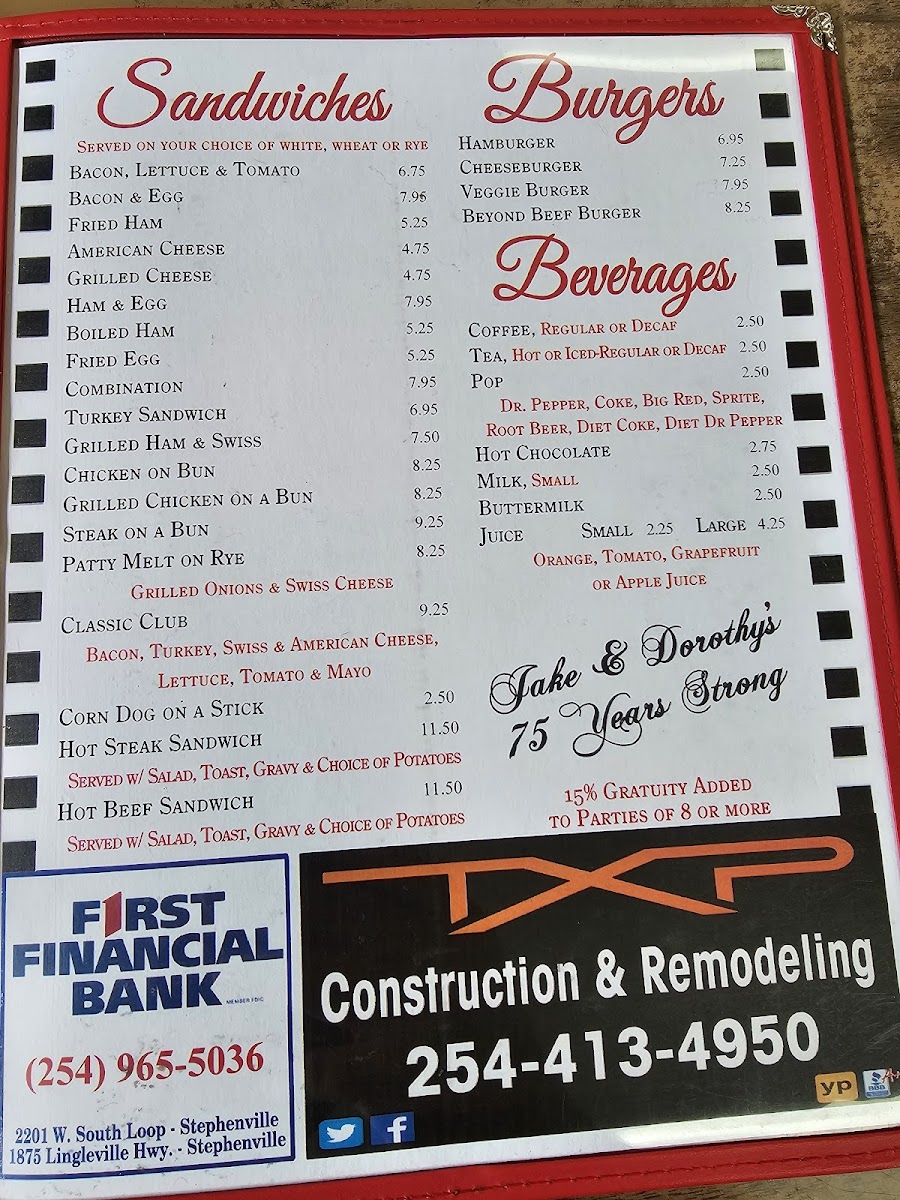 Sandwiches
Served on your choice of white, wheat or rye
Bacon, Lettuce & Tomato 6.75
Bacon & Egg 7.95
Fried Ham 5.25
American Cheese 4.75
Grilled Cheese 4.75
Ham & Egg 7.95
Boiled Ham 5.25
Fried Egg 5.25
Combination 7.95
Turkey Sandwich 6.95
Grilled Ham & Swiss 7.50
Chicken on Bun 8.25
Grilled Chicken on a Bun 8.25
Steak on a Bun 9.25
Patty Melt on Rye 8.25
Grilled Onions & Swiss Cheese
Classic Club 9.25
Bacon, Turkey, Swiss & American Cheese,
Lettuce, Tomato & Mayo
Corn Dog on a Stick 2.50
Hot Steak Sandwich 11.50
Served w/ Salad, Toast, Gravy & Choice of Potatoes
Hot Beef Sandwich 11.50
Served w/ Salad, Toast, Gravy & Choice of Potatoes
Burgers
Hamburger 6.95
Cheeseburger 7.25
Veggie Burger 7.95
Beyond Beef Burger 8.25
Beverages
Coffee, Regular or Decaf 2.50
Tea, Hot or Iced-Regular or Decaf 2.50
Pop 2.50
Dr. Pepper, Coke, Big Red, Sprite,
Root Beer, Diet Coke, Diet Dr Pepper
Hot Chocolate 2.75
Milk, Small 2.50
Buttermilk 2.50
Juice Small 2.25 Large 4.25
Orange, Tomato, Grapefruit
or Apple Juice
Jake & Dorothy's
75 Years Strong
15% Gratuity Added
to Parties of 8 or more
First
Financial
Bank MEMBER FDIC
(254) 965-5036
2201 W. South Loop - Stephenville
1875 Lingleville Hwy. - Stephenville
TXP
Construction & Remodeling
254-413-4950
yp
BBB